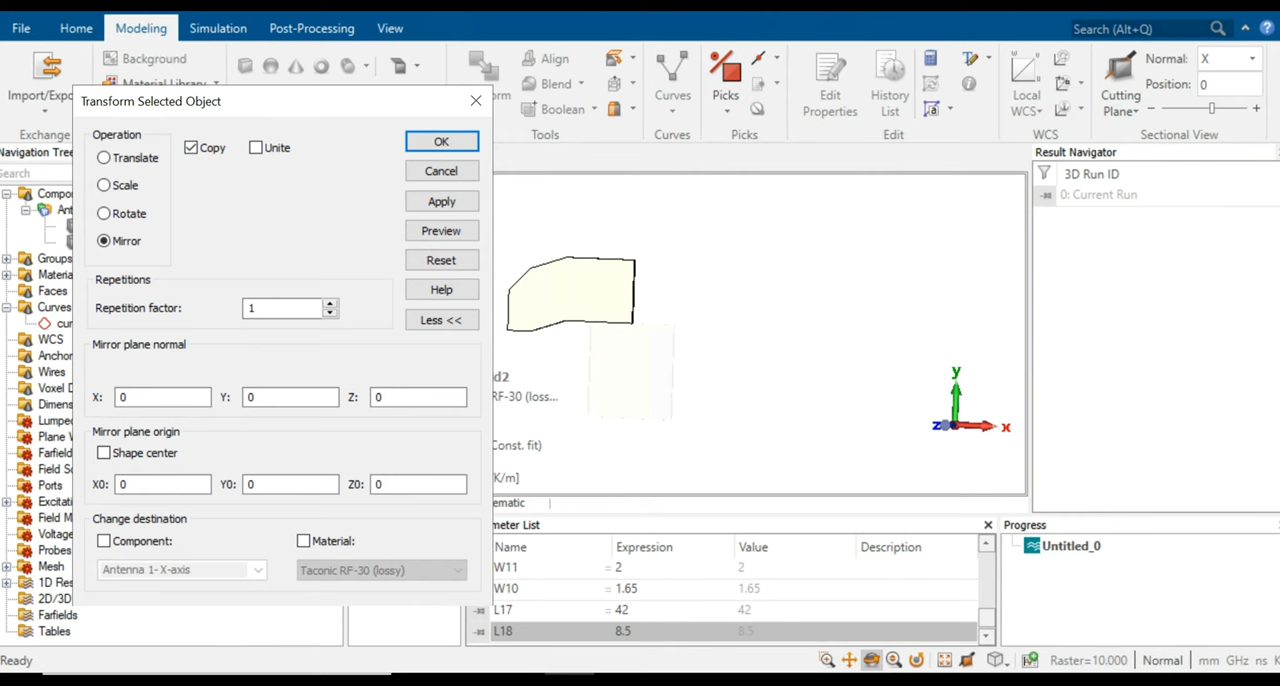 File Home Modeling Simulation Post-Processing View Search (Alt+Q)
Import/Expo
Exchange
Background
Material Library
Align
Blend
Boolean
Tools
Curves
Curves
Picks
Picks
Edit Properties
History List
Edit
Local WCS
WCS
Cutting Plane
Normal: X
Position: 0
Sectional View
Transform Selected Object
Operation
Translate
Scale
Rotate
Mirror
Copy
Unite
OK
Cancel
Apply
Preview
Reset
Help
Less <<
Repetitions
Repetition factor: 1
Mirror plane normal
X: 0 Y: 0 Z: 0
Mirror plane origin
Shape center
X0: 0 Y0: 0 Z0: 0
Change destination
Component:
Material:
Antenna 1- X-axis
Taconic RF-30 (lossy)
Navigation Tree
Search
Compo
Ant
Groups
Materia
Faces
Curves
cur
WCS
Anchor
Wires
Voxel D
Dimens
Lumpe
Plane W
Farfield
Field So
Ports
Excitati
Field M
Voltage
Probes
Mesh
1D Res
2D/3D
Farfields
Tables
d2
RF-30 (loss...
Const. fit)
K/m]
y
z
x
ematic
Result Navigator
3D Run ID
0: Current Run
meter List
Name Expression Value Description
W11 = 2 2
W10 = 1.65 1.65
L17 = 42 42
L18 8.5 8.5
Progress
Untitled_0
Ready
Raster=10.000 Normal mm GHz ns K